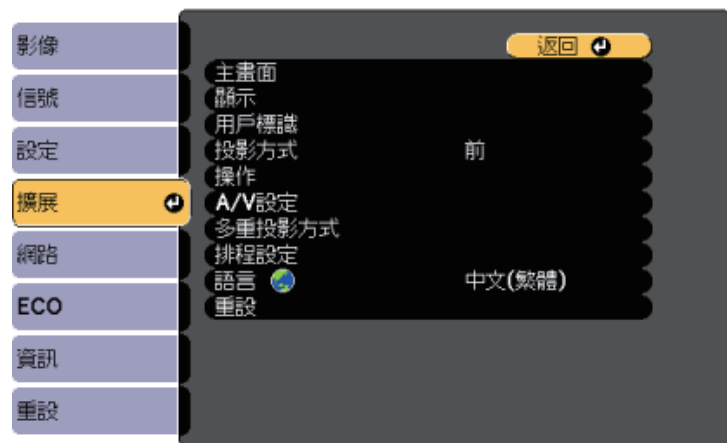 影像
信號
設定
擴展
網路
ECO
資訊
重設
返回
主畫面
顯示
用戶標識
投影方式 前
操作
A/V設定
多重投影方式
排程設定
語言 中文(繁體)
重設